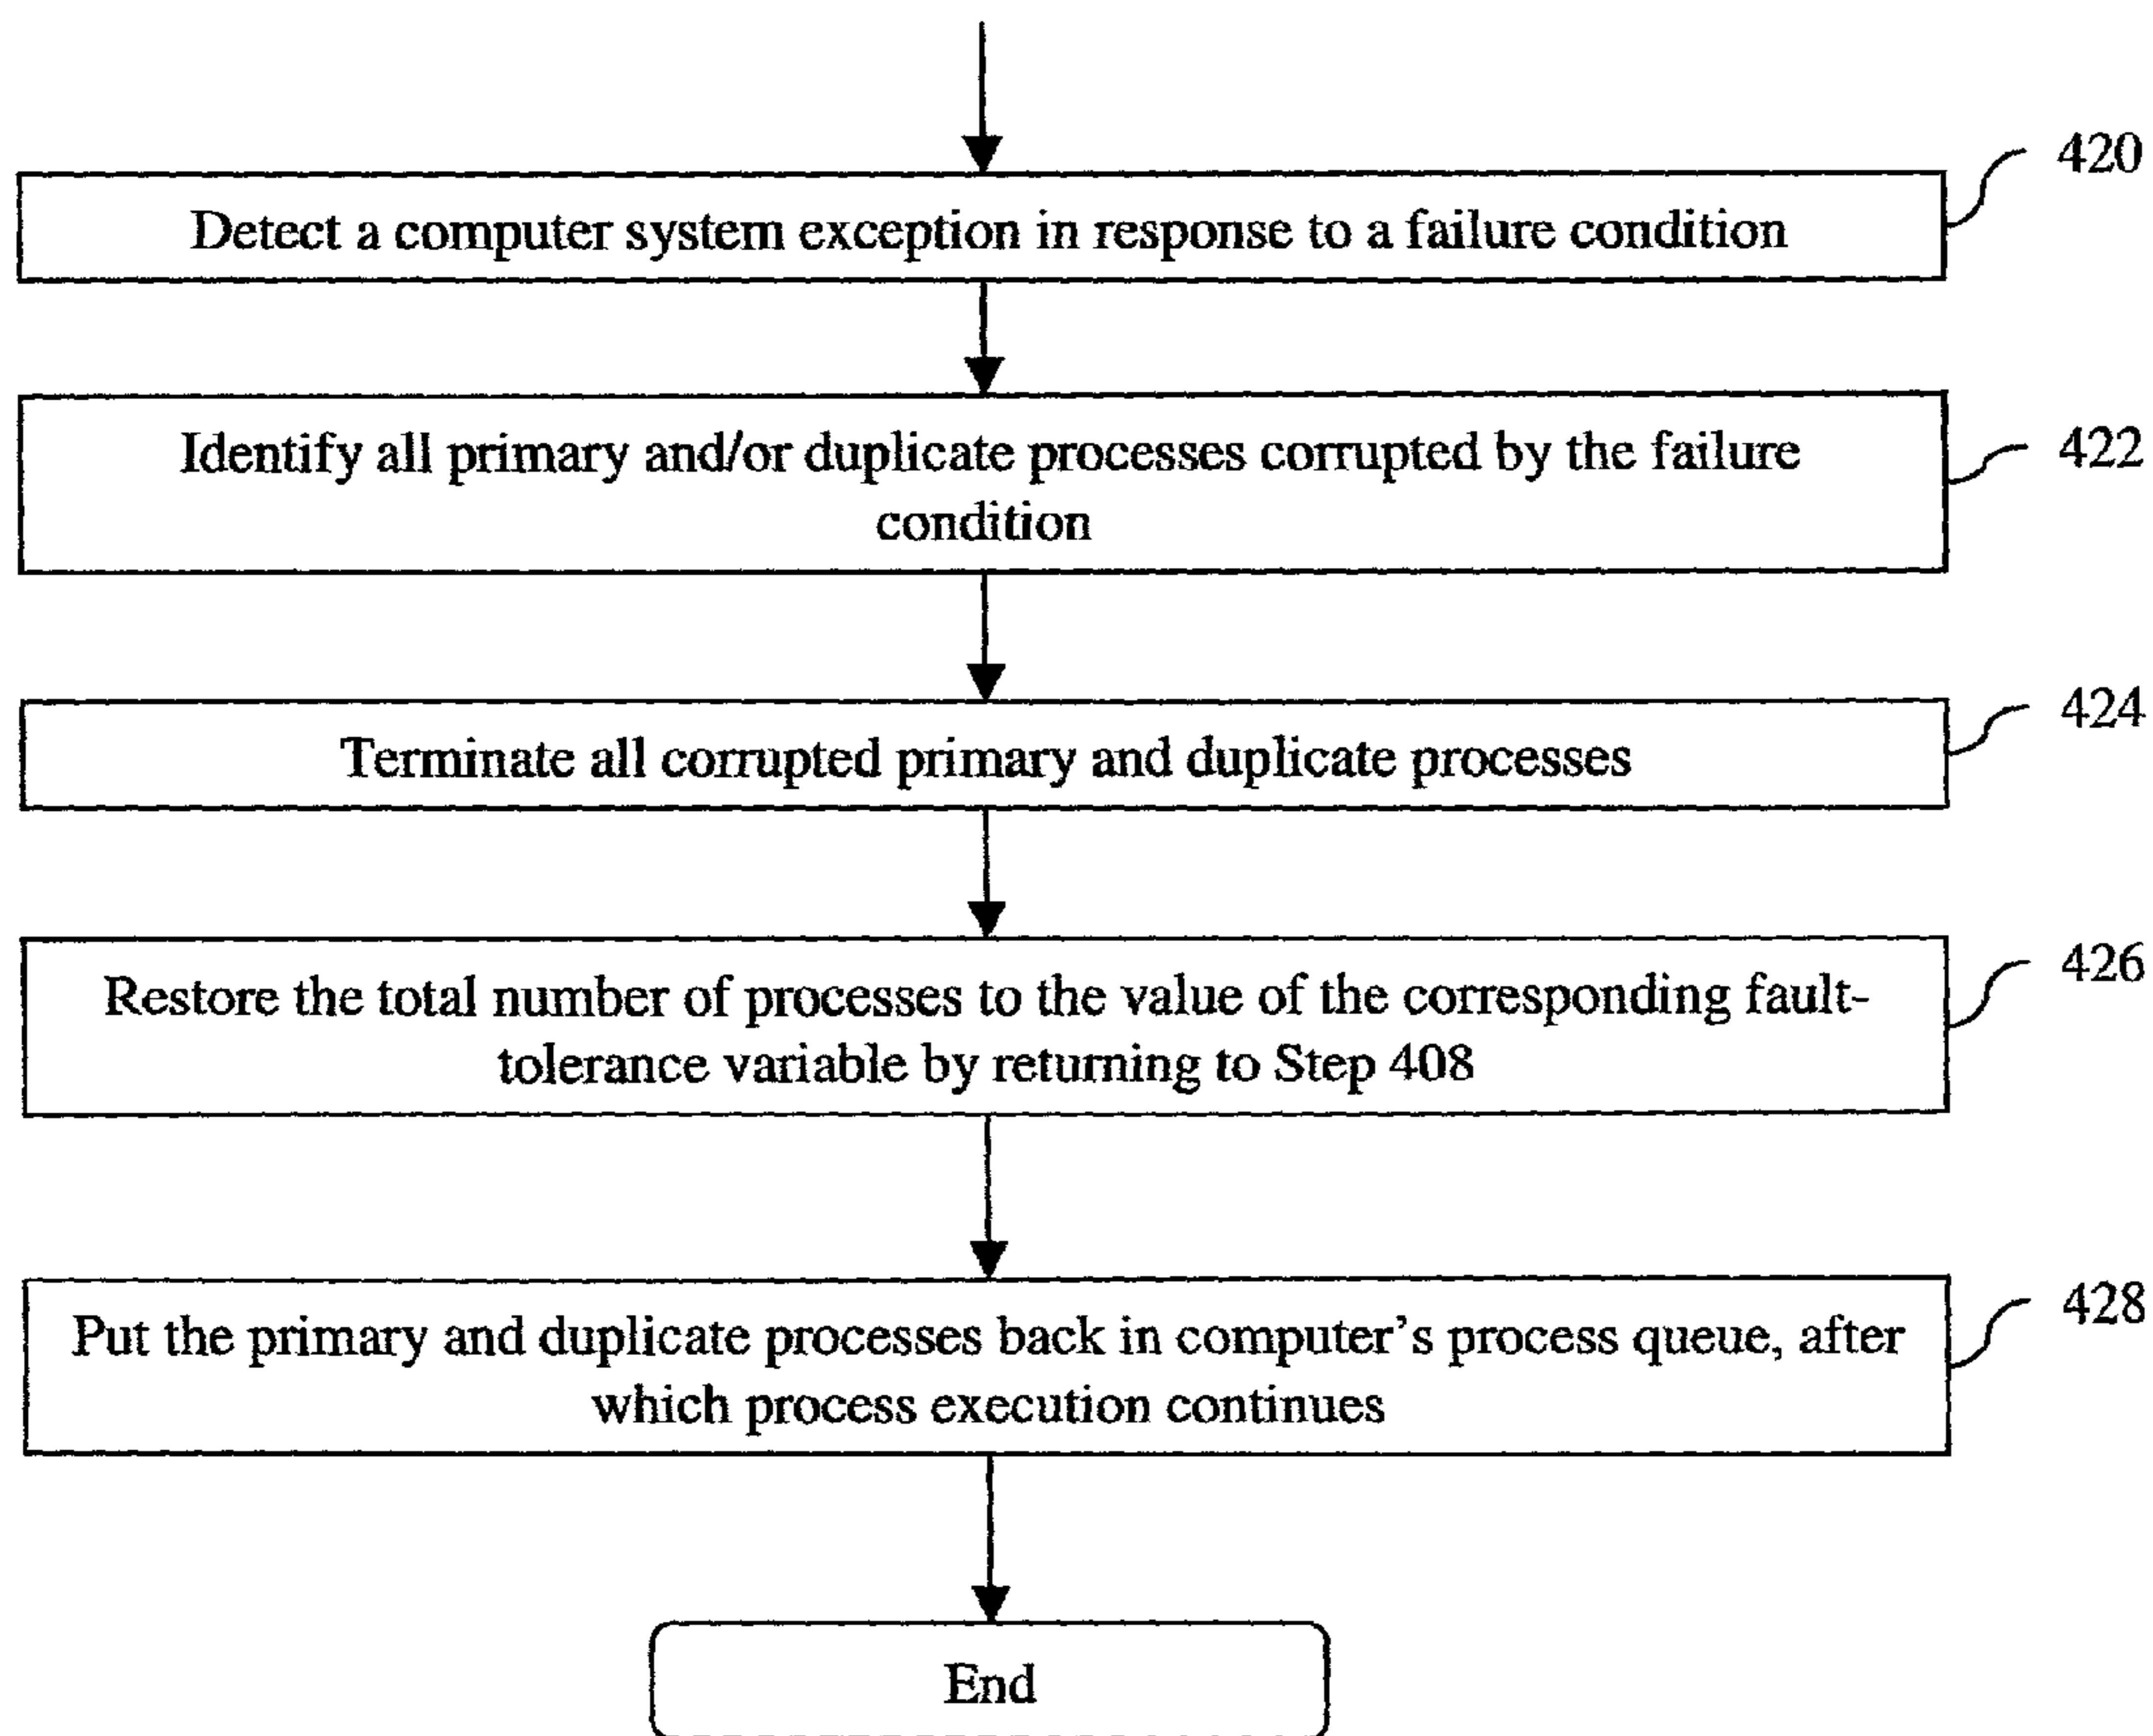 420
Detect a computer system exception in response to a failure condition
422
Identify all primary and/or duplicate processes corrupted by the failure
condition
424
Terminate all corrupted primary and duplicate processes
426
Restore the total number of processes to the value of the corresponding fault-
tolerance variable by returning to Step 408
428
Put the primary and duplicate processes back in computer's process queue, after
which process execution continues
End